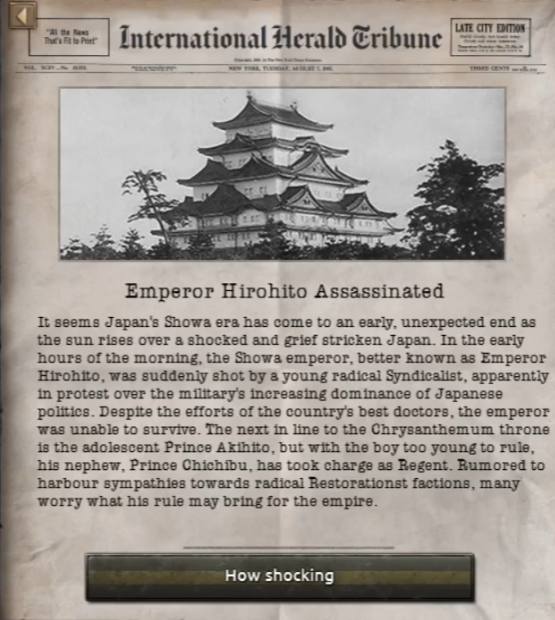 "All the News
That's Fit to Print"
International Herald Tribune
LATE CITY EDITION
NEW YORK, TUESDAY, AUGUST 7, 1945.
THREE CENTS
Emperor Hirohito Assassinated
It seems Japan's Showa era has come to an early, unexpected end as
the sun rises over a shocked and grief stricken Japan. In the early
hours of the morning, the Showa emperor, better known as Emperor
Hirohito, was suddenly shot by a young radical Syndicalist, apparently
in protest over the military's increasing dominance of Japanese
politics. Despite the efforts of the country's best doctors, the emperor
was unable to survive. The next in line to the Chrysanthemum throne
is the adolescent Prince Akihito, but with the boy too young to rule,
his nephew, Prince Chichibu, has took charge as Regent. Rumored to
harbour sympathies towards radical Restorationst factions, many
worry what his rule may bring for the empire.
How shocking